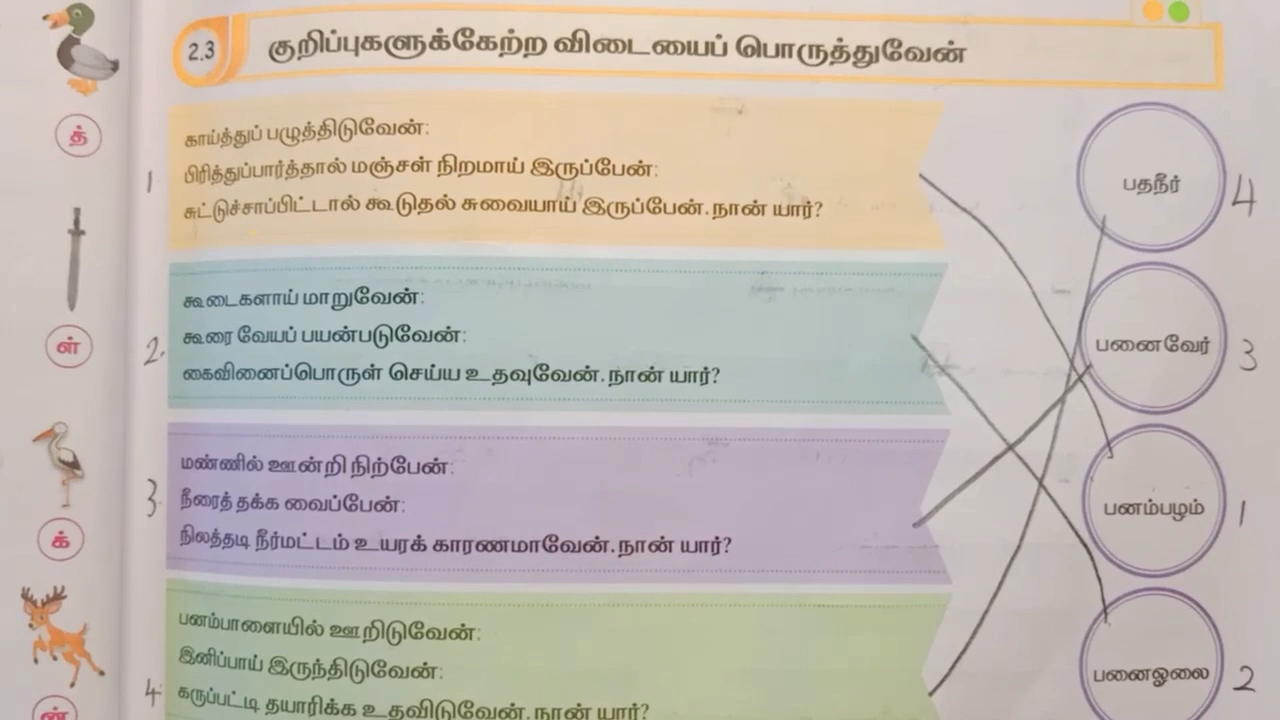 2.3 குறிப்புகளுக்கேற்ற விடையைப் பொருத்துவேன்
த்
ள்
க்
ன்
1
காய்த்துப் பழுத்திடுவேன்;
பிரித்துப்பார்த்தால் மஞ்சள் நிறமாய் இருப்பேன்;
சுட்டுச்சாப்பிட்டால் கூடுதல் சுவையாய் இருப்பேன். நான் யார்?
பதநீர் 4
2.
கூடைகளாய் மாறுவேன்;
கூரை வேயப் பயன்படுவேன்;
கைவினைப்பொருள் செய்ய உதவுவேன். நான் யார்?
பனைவேர் 3
3.
மண்ணில் ஊன்றி நிற்பேன்;
நீரைத் தக்க வைப்பேன்;
நிலத்தடி நீர்மட்டம் உயரக் காரணமாவேன். நான் யார்?
பனம்பழம் 1
4.
பனம்பாளையில் ஊறிடுவேன்;
இனிப்பாய் இருந்திடுவேன்;
கருப்பட்டி தயாரிக்க உதவிடுவேன். நான் யார்?
பனைஓலை 2